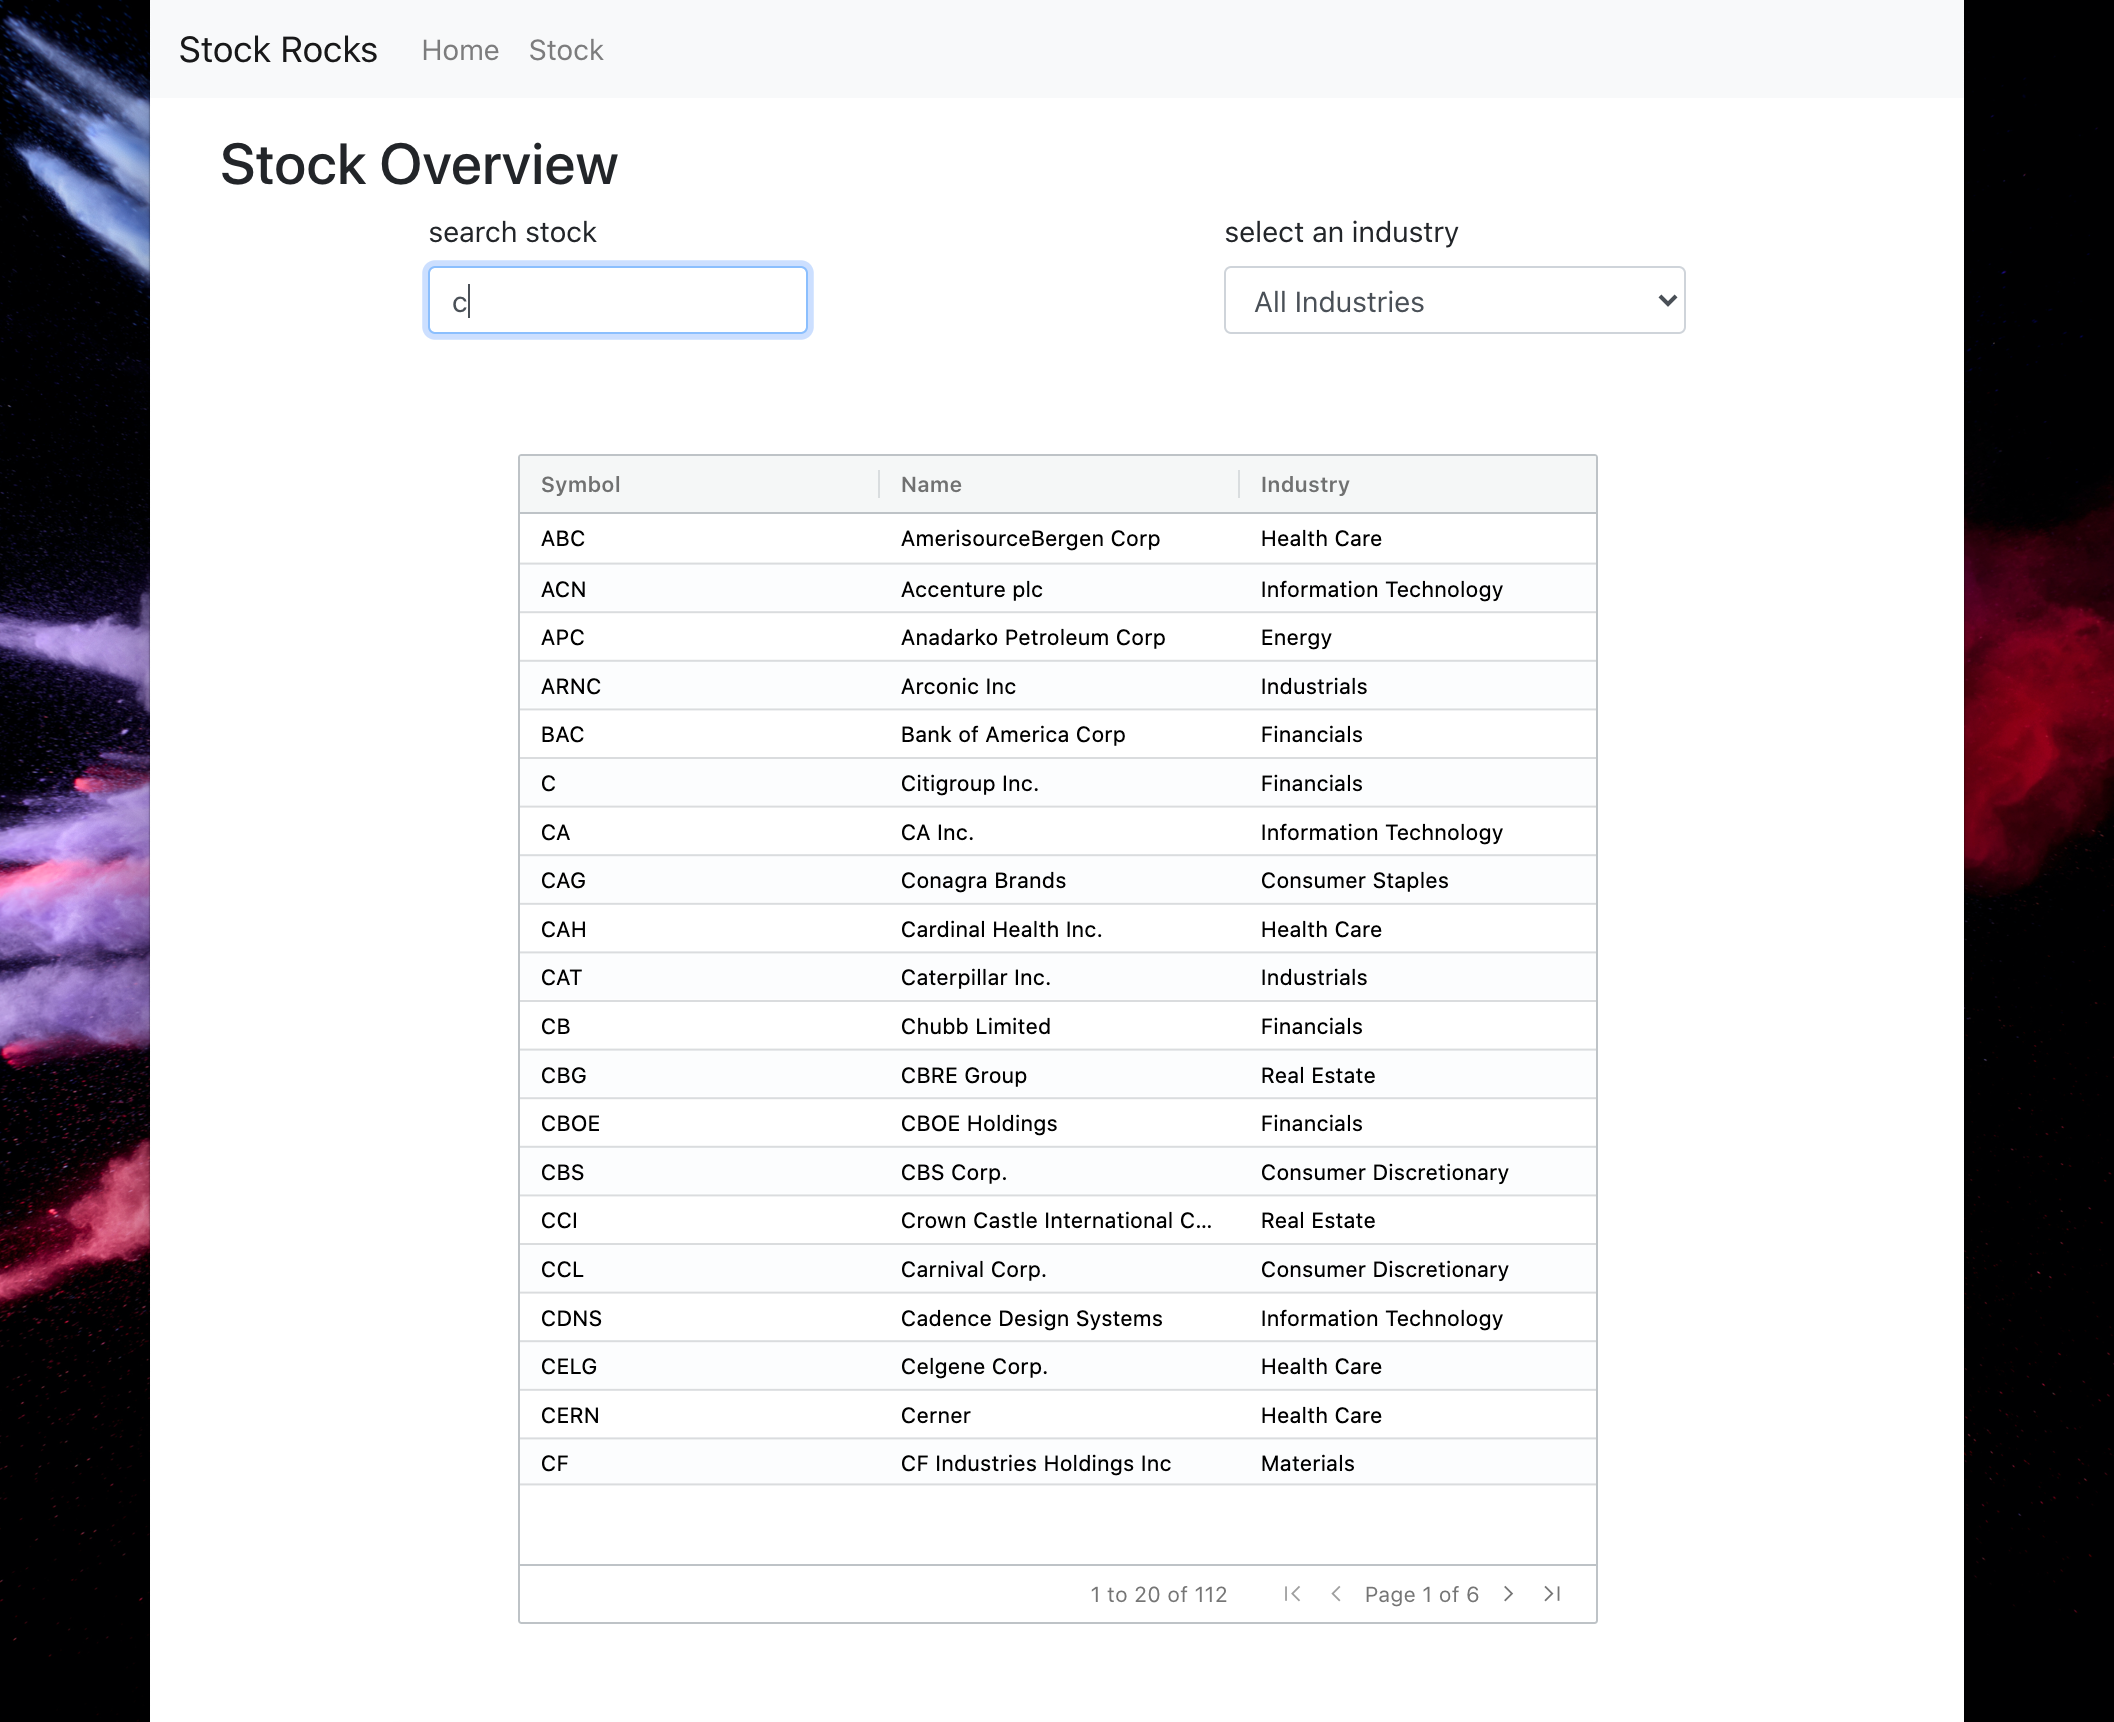 Stock Rocks Home Stock
Stock Overview
search stock select an industry
c All Industries
Symbol Name Industry
ABC AmerisourceBergen Corp Health Care
ACN Accenture plc Information Technology
APC Anadarko Petroleum Corp Energy
ARNC Arconic Inc Industrials
BAC Bank of America Corp Financials
C Citigroup Inc. Financials
CA CA Inc. Information Technology
CAG Conagra Brands Consumer Staples
CAH Cardinal Health Inc. Health Care
CAT Caterpillar Inc. Industrials
CB Chubb Limited Financials
CBG CBRE Group Real Estate
CBOE CBOE Holdings Financials
CBS CBS Corp. Consumer Discretionary
CCI Crown Castle International C... Real Estate
CCL Carnival Corp. Consumer Discretionary
CDNS Cadence Design Systems Information Technology
CELG Celgene Corp. Health Care
CERN Cerner Health Care
CF CF Industries Holdings Inc Materials
1 to 20 of 112 Page 1 of 6